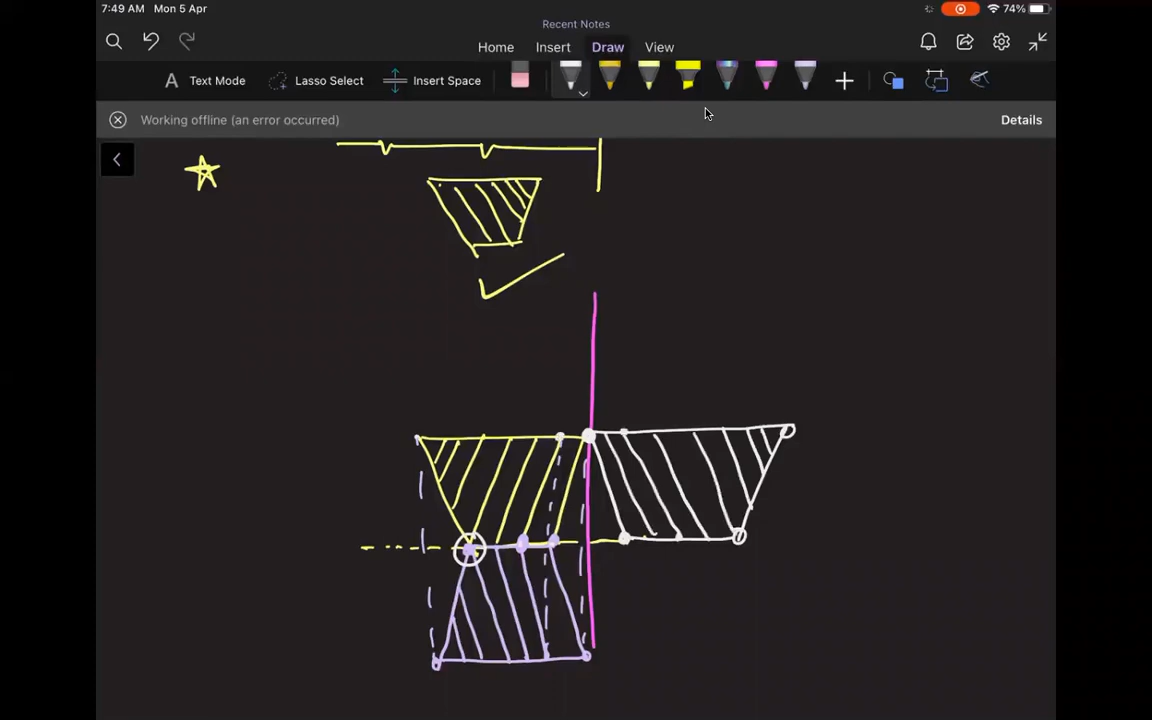 7:49 AM Mon 5 Apr
74%
Recent Notes
Home Insert Draw View
Text Mode Lasso Select Insert Space
Working offline (an error occurred) Details